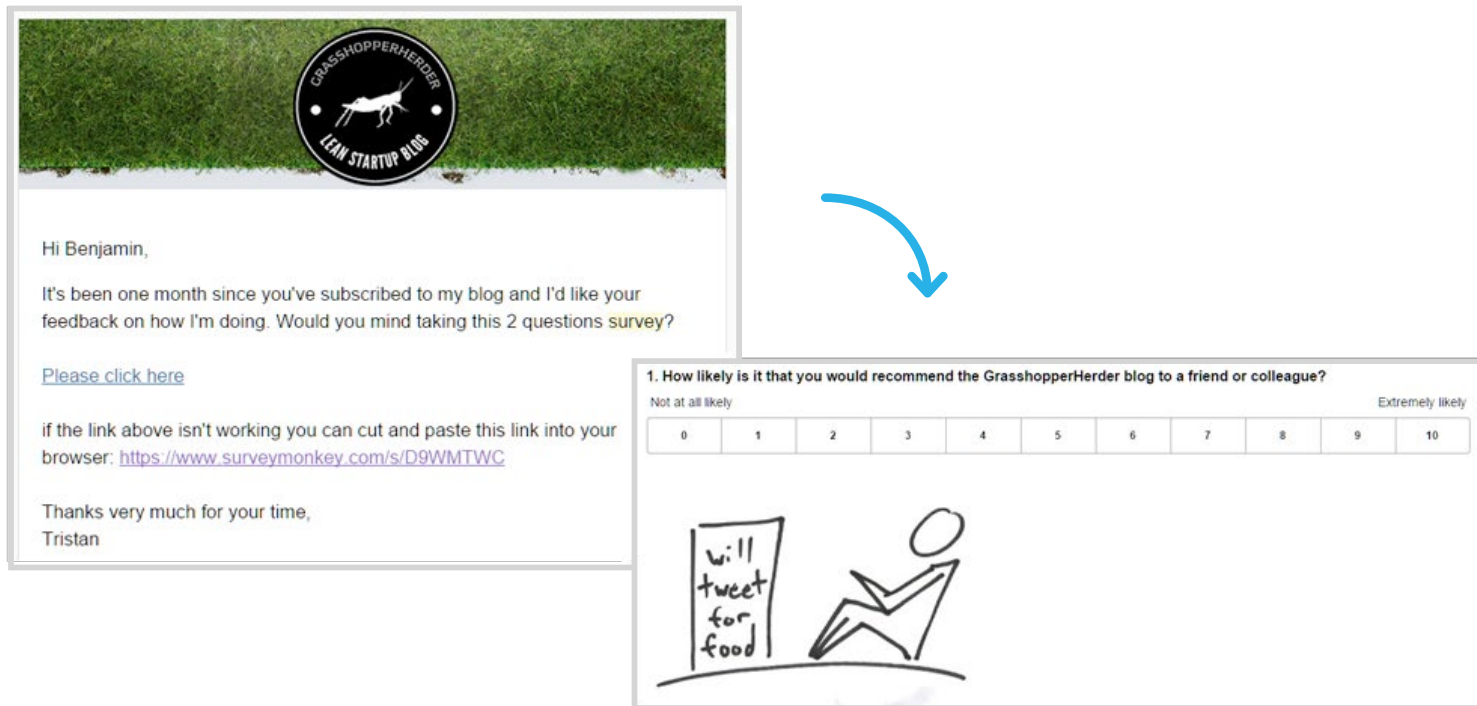 GRASSHOPPERHERDER
LEAN STARTUP BLOG
Hi Benjamin,
It's been one month since you've subscribed to my blog and I'd like your
feedback on how I'm doing. Would you mind taking this 2 questions survey?
Please click here
if the link above isn't working you can cut and paste this link into your
browser: https://www.surveymonkey.com/s/D9WMTWC
Thanks very much for your time,
Tristan
1. How likely is it that you would recommend the GrasshopperHerder blog to a friend or colleague?
Not at all likely Extremely likely
0 1 2 3 4 5 6 7 8 9 10
will
tweet
for
food